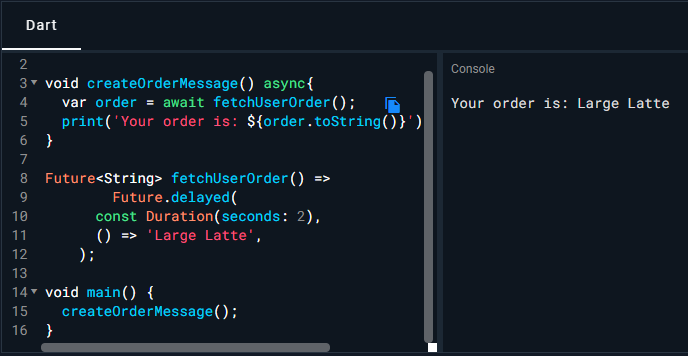 Dart
2
3 void createOrderMessage() async{
4   var order = await fetchUserOrder();
5   print('Your order is: ${order.toString()}')
6 }
7
8 Future<String> fetchUserOrder() =>
9         Future.delayed(
10       const Duration(seconds: 2),
11       () => 'Large Latte',
12     );
13
14 void main() {
15   createOrderMessage();
16 }
Console
Your order is: Large Latte